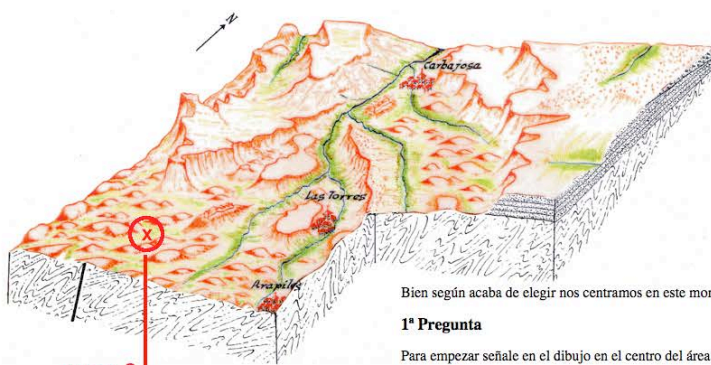 N
Carbajosa
Las Torres
X
Arapiles
Bien según acaba de elegir nos centramos en este mor
1ª Pregunta
Para empezar señale en el dibujo en el centro del área